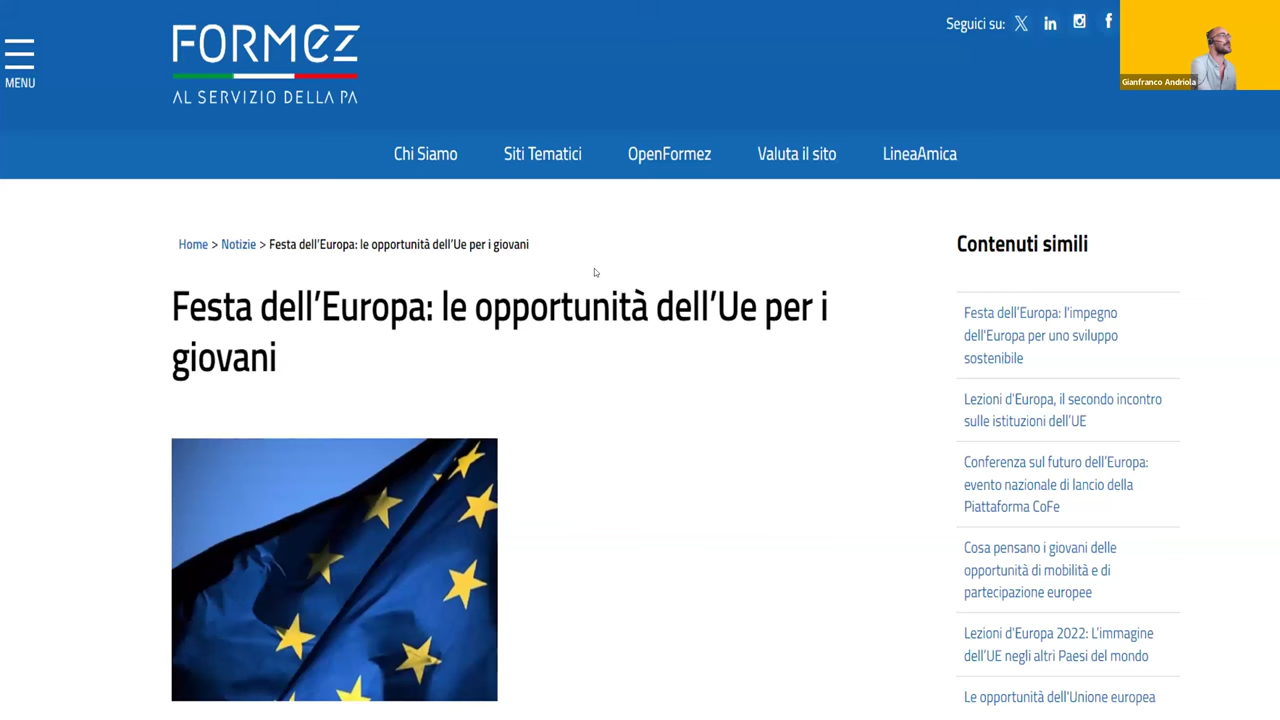 MENU
FORMEZ
AL SERVIZIO DELLA PA
Seguici su:
Gianfranco Andriola
Chi Siamo
Siti Tematici
OpenFormez
Valuta il sito
LineaAmica
Home > Notizie > Festa dell'Europa: le opportunità dell'Ue per i giovani
Festa dell'Europa: le opportunità dell'Ue per i
giovani
Contenuti simili
Festa dell'Europa: l'impegno
dell'Europa per uno sviluppo
sostenibile
Lezioni d'Europa, il secondo incontro
sulle istituzioni dell'UE
Conferenza sul futuro dell'Europa:
evento nazionale di lancio della
Piattaforma CoFe
Cosa pensano i giovani delle
opportunità di mobilità e di
partecipazione europee
Lezioni d'Europa 2022: L'immagine
dell'UE negli altri Paesi del mondo
Le opportunità dell'Unione europea